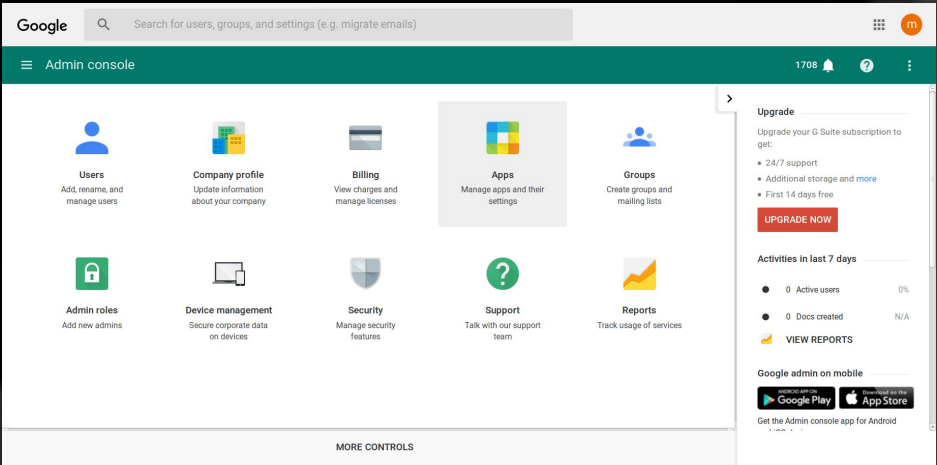 Google
Search for users, groups, and settings (e.g. migrate emails)
m
Admin console
1708
?
Users
Add, rename, and
manage users
Company profile
Update information
about your company
Billing
View charges and
manage licenses
Apps
Manage apps and their
settings
Groups
Create groups and
mailing lists
Admin roles
Add new admins
Device management
Secure corporate data
on devices
Security
Manage security
features
?
Support
Talk with our support
team
Reports
Track usage of services
MORE CONTROLS
Upgrade
Upgrade your G Suite subscription to
get:
• 24/7 support
• Additional storage and more
• First 14 days free
UPGRADE NOW
Activities in last 7 days
0 Active users 0%
0 Docs created N/A
VIEW REPORTS
Google admin on mobile
ANDROID APP ON
Google Play
Download on the
App Store
Get the Admin console app for Android